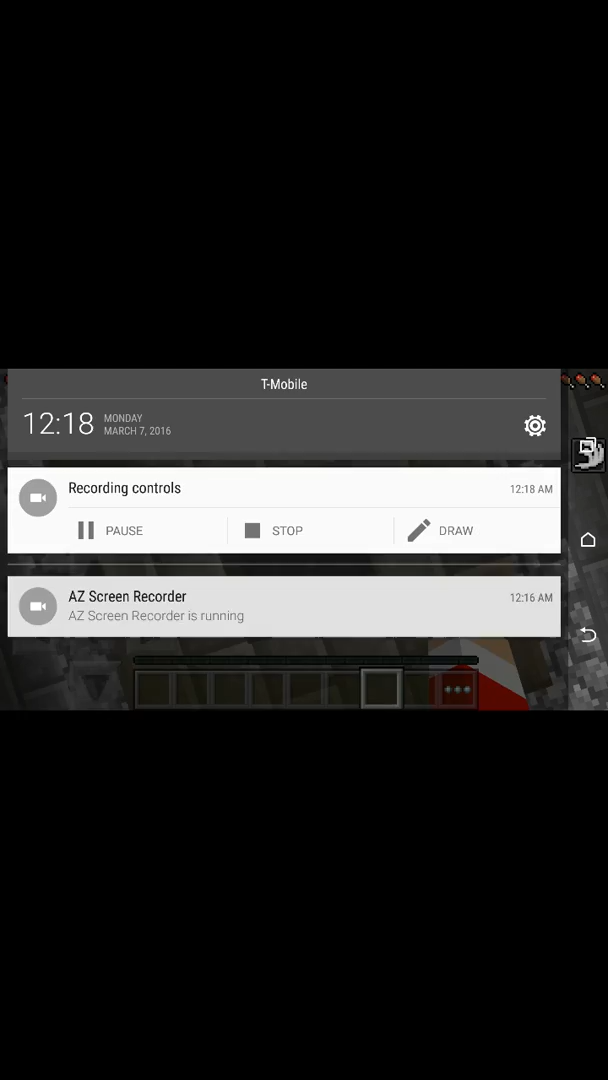 T-Mobile
12:18 MONDAY
MARCH 7, 2016
Recording controls 12:18 AM
PAUSE STOP DRAW
AZ Screen Recorder 12:16 AM
AZ Screen Recorder is running